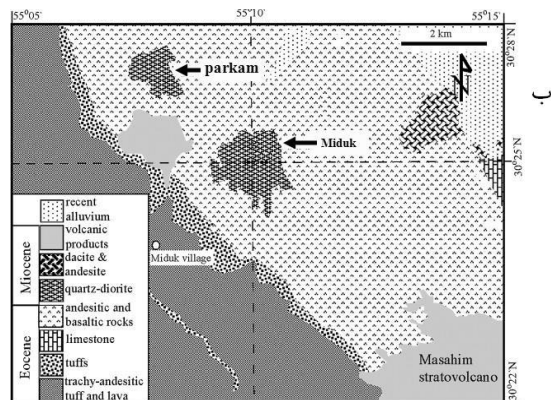 55°05'
55°10'
55°15'
2 km
30°28'N
ب
parkam
Miduk
30°25'N
recent
alluvium
volcanic
products
Miduk village
Miocene
dacite &
andesite
quartz-diorite
andesitic and
basaltic rocks
Eocene
limestone
tuffs
trachy-andesitic
tuff and lava
Masahim
stratovolcano
30°22'N